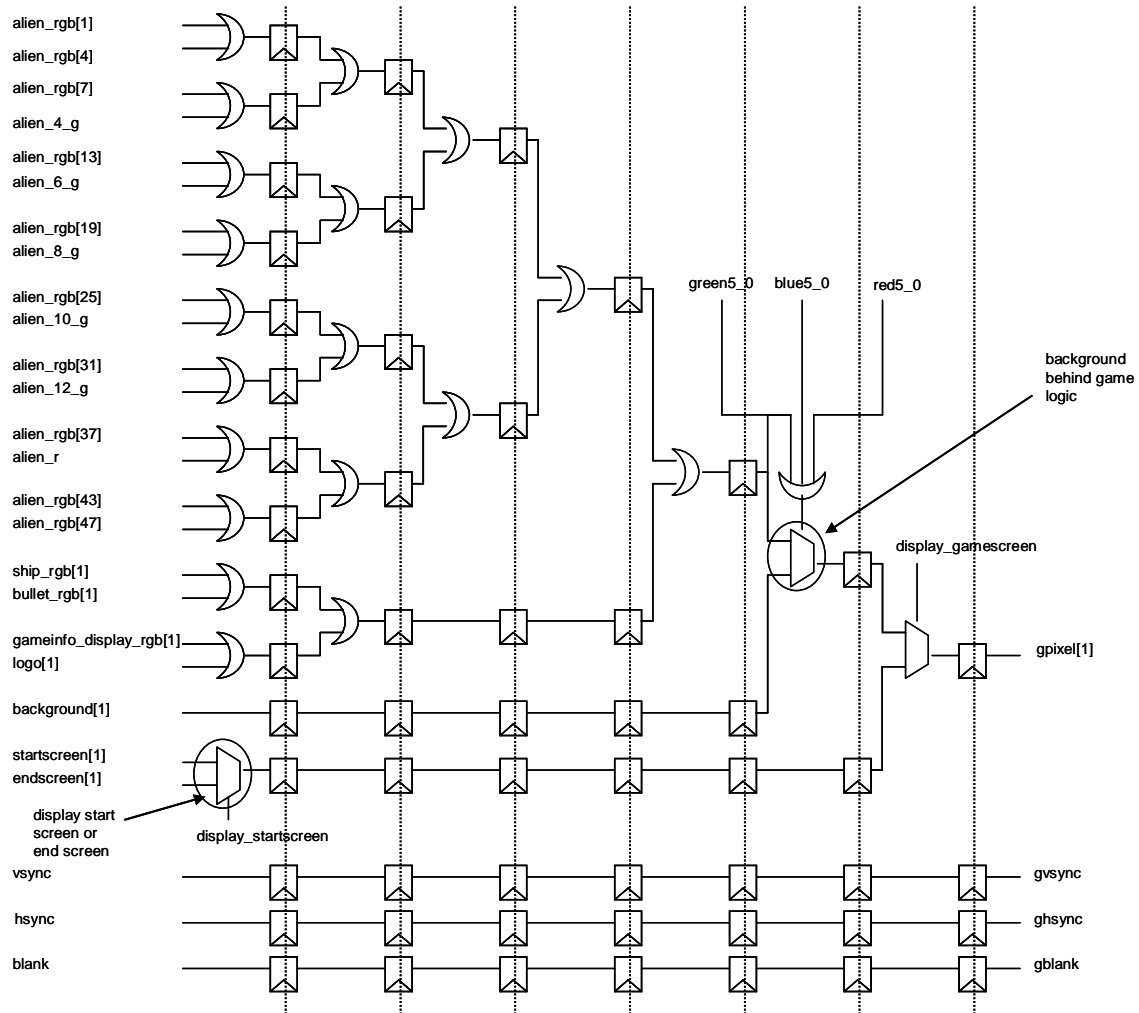 alien_rgb[1]
alien_rgb[4]
alien_rgb[7]
alien_4_g
alien_rgb[13]
alien_6_g
alien_rgb[19]
alien_8_g
alien_rgb[25]
alien_10_g
alien_rgb[31]
alien_12_g
alien_rgb[37]
alien_r
alien_rgb[43]
alien_rgb[47]
ship_rgb[1]
bullet_rgb[1]
gameinfo_display_rgb[1]
logo[1]
background[1]
startscreen[1]
endscreen[1]
display start
screen or
end screen
display_startscreen
vsync
hsync
blank
green5_0
blue5_0
red5_0
background
behind game
logic
display_gamescreen
gpixel[1]
gvsync
ghsync
gblank